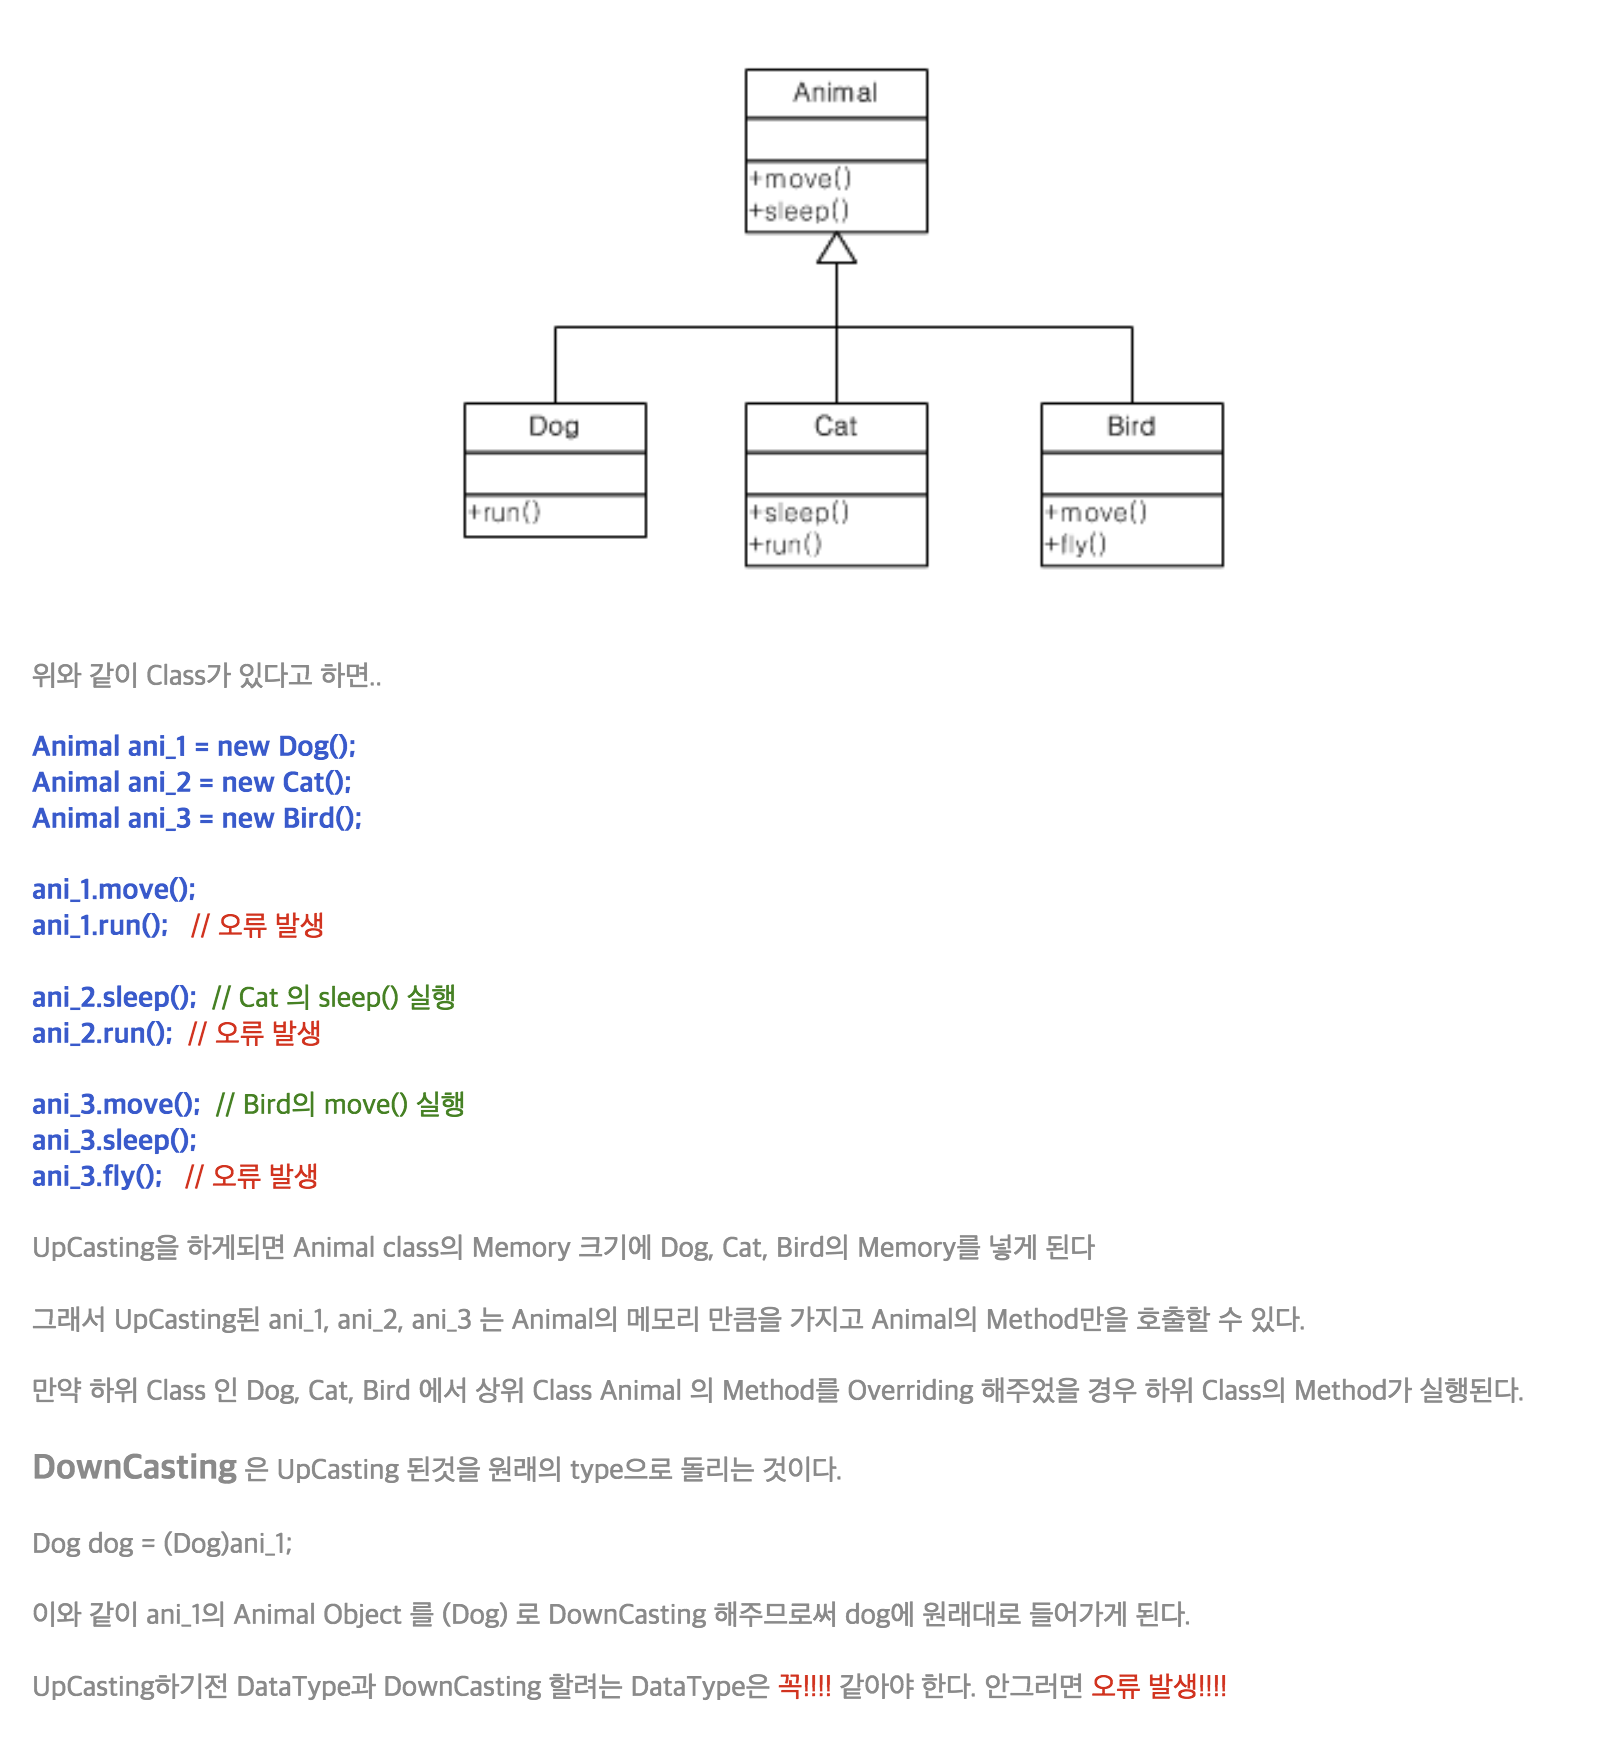 Animal
+move()
+sleep()
Dog
Cat
Bird
+run()
+sleep()
+run()
+move()
+fly()
위와 같이 Class가 있다고 하면..
Animal ani_1 = new Dog();
Animal ani_2 = new Cat();
Animal ani_3 = new Bird();
ani_1.move();
ani_1.run();   // 오류 발생
ani_2.sleep();  // Cat 의 sleep() 실행
ani_2.run();  // 오류 발생
ani_3.move();  // Bird의 move() 실행
ani_3.sleep();
ani_3.fly();   // 오류 발생
UpCasting을 하게되면 Animal class의 Memory 크기에 Dog, Cat, Bird의 Memory를 넣게 된다
그래서 UpCasting된 ani_1, ani_2, ani_3 는 Animal의 메모리 만큼을 가지고 Animal의 Method만을 호출할 수 있다.
만약 하위 Class 인 Dog, Cat, Bird 에서 상위 Class Animal 의 Method를 Overriding 해주었을 경우 하위 Class의 Method가 실행된다.
DownCasting 은 UpCasting 된것을 원래의 type으로 돌리는 것이다.
Dog dog = (Dog)ani_1;
이와 같이 ani_1의 Animal Object 를 (Dog) 로 DownCasting 해주므로써 dog에 원래대로 들어가게 된다.
UpCasting하기전 DataType과 DownCasting 할려는 DataType은 꼭!!!! 같아야 한다. 안그러면 오류 발생!!!!